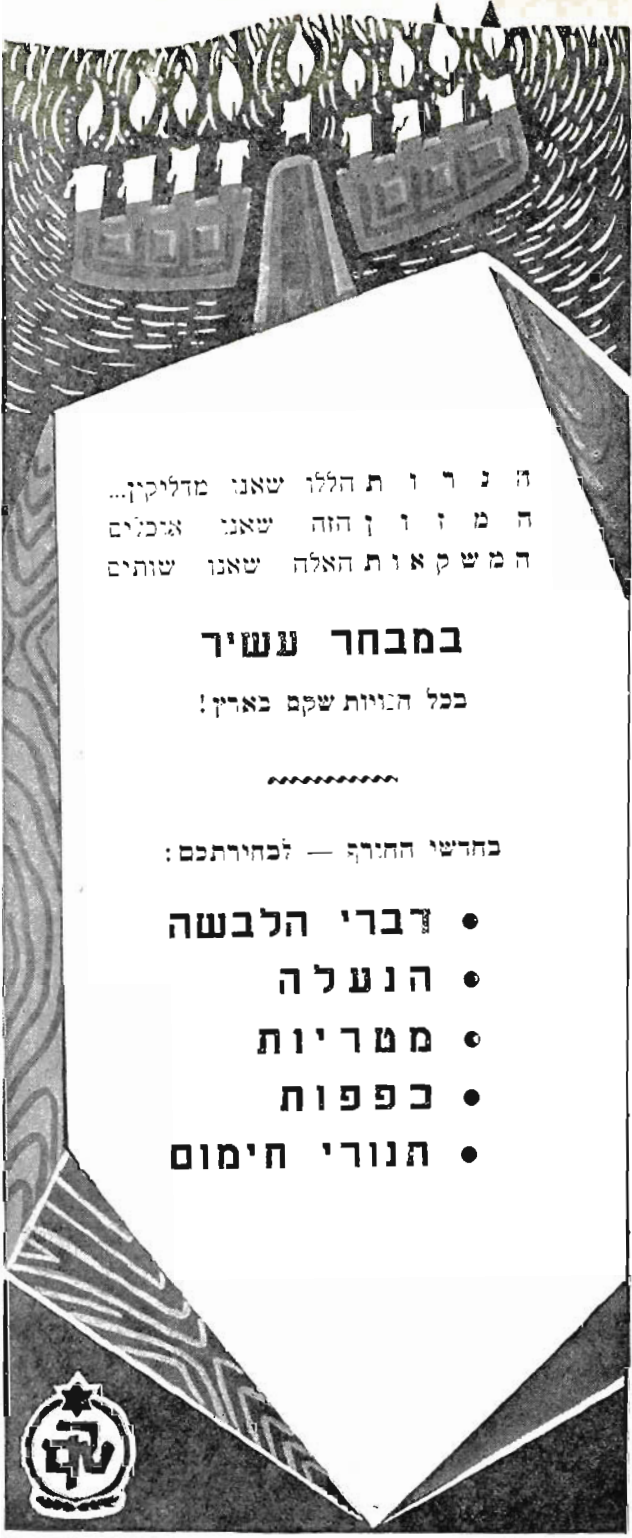 הנרות הללו שאנו מדליקין...
המזון הזה שאנו אוכלים
המשקאות האלה שאנו שותים
במבחר עשיר
בכל חנויות שקם בארץ!
בחדשי החורף — לבחירתכם:
• דברי הלבשה
• הנעלה
• מטריות
• כפפות
• תנורי חימום
שקם